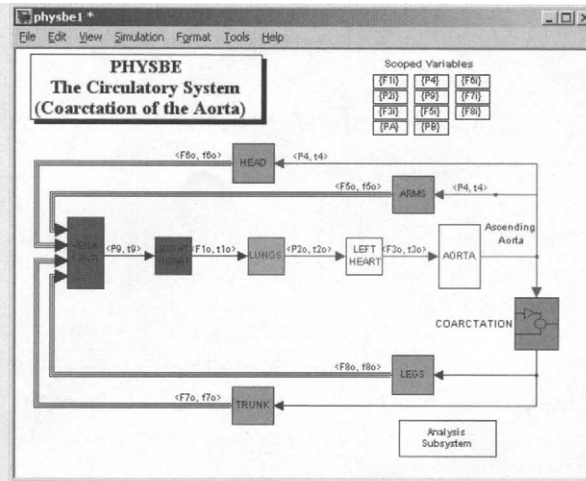 physbe1 *
File Edit View Simulation Format Tools Help
PHYSBE
The Circulatory System
(Coarctation of the Aorta)
Scoped Variables
{F1i} {P4} {F6i}
{P2i} {P9} {F7i}
{F3i} {F5i} {F8i}
{PA} {PB}
<F6o, f6o>
HEAD
<P4, t4>
<F5o, f5o>
ARMS
<P4, t4>
VENA
CAVA
<P9, t9>
RIGHT
HEART
<F1o, t1o>
LUNGS
<P2o, t2o>
LEFT
HEART
<F3o, t3o>
AORTA
Ascending
Aorta
COARCTATION
<F8o, f8o>
LEGS
<F7o, f7o>
TRUNK
Analysis
Subsystem